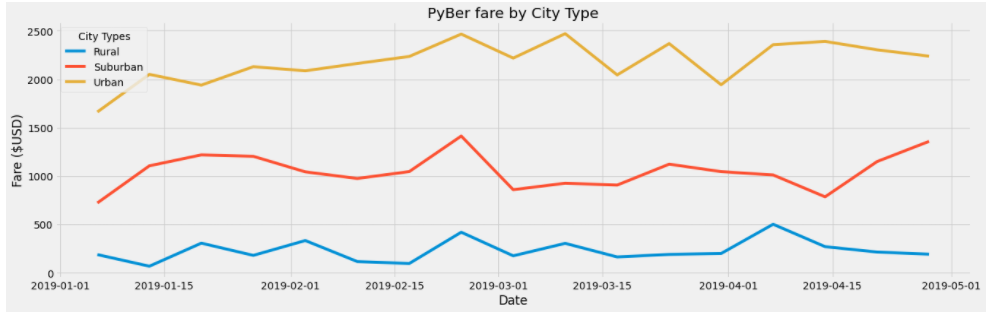 PyBer fare by City Type
City Types
Rural
Suburban
Urban
Fare ($USD)
2500
2000
1500
1000
500
0
2019-01-01 2019-01-15 2019-02-01 2019-02-15 2019-03-01 2019-03-15 2019-04-01 2019-04-15 2019-05-01
Date